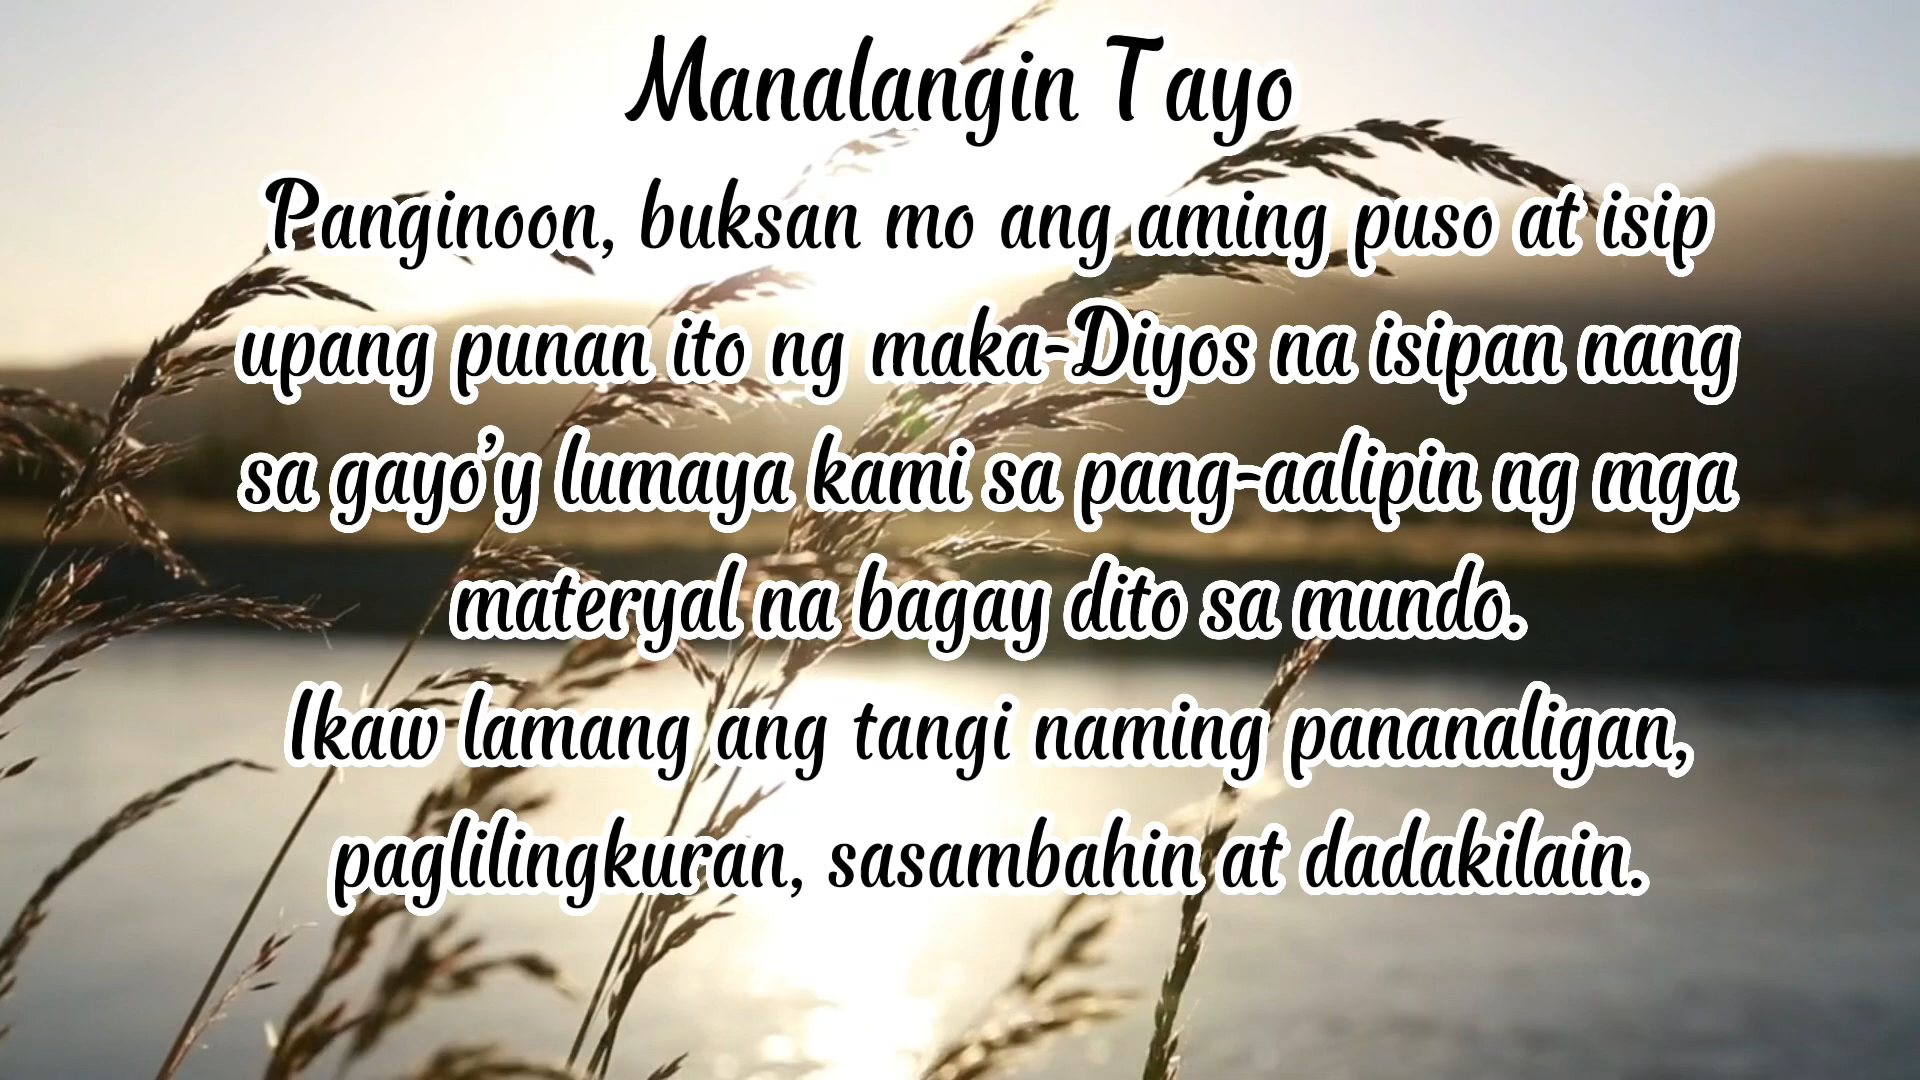 Manalangin Tayo
Panginoon, buksan mo ang aming puso at isip
upang punan ito ng maka-Diyos na isipan nang
sa gayo’y lumaya kami sa pang-aalipin ng mga
materyal na bagay dito sa mundo.
Ikaw lamang ang tangi naming pananaligan,
paglilingkuran, sasambahin at dadakilain.